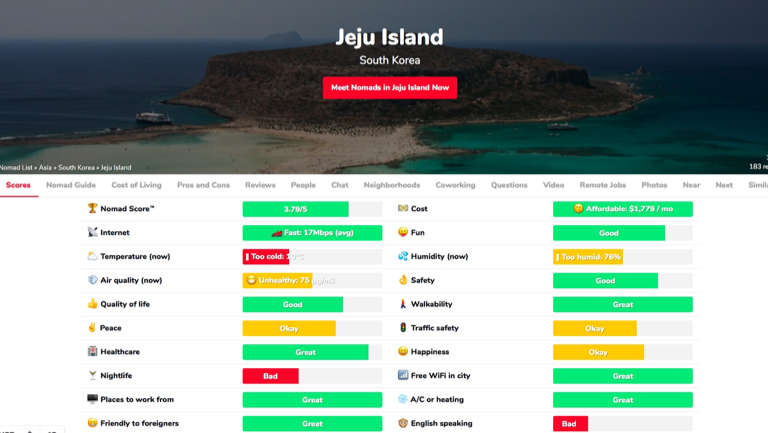 Jeju Island
South Korea
Meet Nomads in Jeju Island Now
Nomad List » Asia » South Korea » Jeju Island
183 re
Scores Nomad Guide Cost of Living Pros and Cons Reviews People Chat Neighborhoods Coworking Questions Video Remote Jobs Photos Near Next Simila
Nomad Score™ 3.79/5 Cost Affordable: $1,779 / mo
Internet Fast: 17Mbps (avg) Fun Good
Temperature (now) Too cold: Humidity (now) Too humid: 76%
Air quality (now) Unhealthy: 75 µg/m3 Safety Good
Quality of life Good Walkability Great
Peace Okay Traffic safety Okay
Healthcare Great Happiness Okay
Nightlife Bad Free WiFi in city Great
Places to work from Great A/C or heating Great
Friendly to foreigners Great English speaking Bad